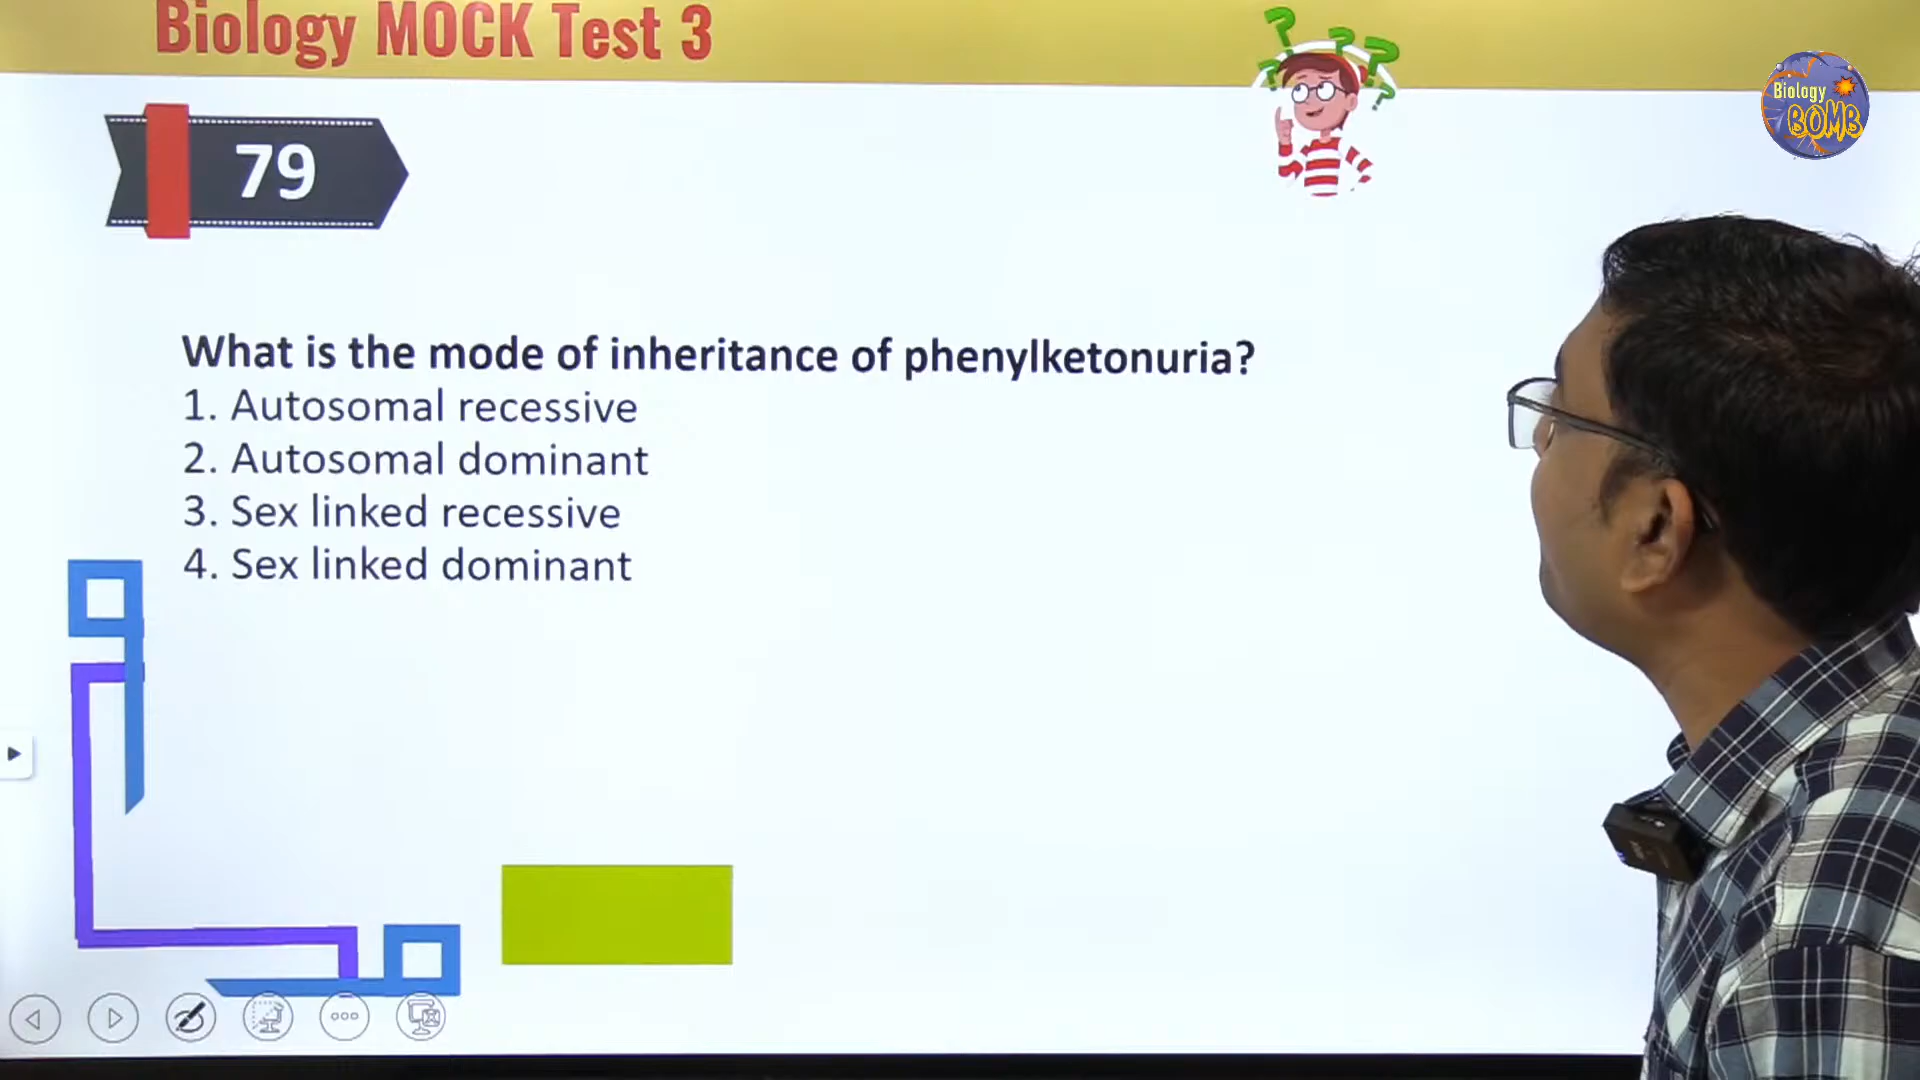 Biology MOCK Test 3
Biology
BOMB
79
What is the mode of inheritance of phenylketonuria?
1. Autosomal recessive
2. Autosomal dominant
3. Sex linked recessive
4. Sex linked dominant